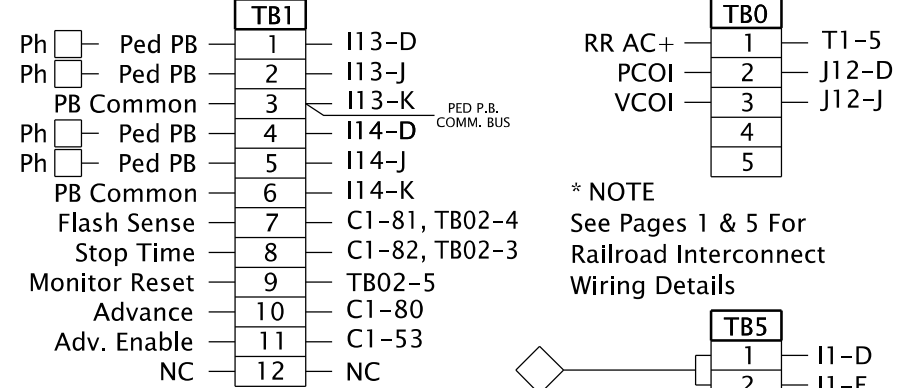 TB1
Ph Ped PB 1 I13-D
Ph Ped PB 2 I13-J
PB Common 3 I13-K
PED P.B.
COMM. BUS
Ph Ped PB 4 I14-D
Ph Ped PB 5 I14-J
PB Common 6 I14-K
Flash Sense 7 C1-81, TB02-4
Stop Time 8 C1-82, TB02-3
Monitor Reset 9 TB02-5
Advance 10 C1-80
Adv. Enable 11 C1-53
NC 12 NC
TB0
RR AC+ 1 T1-5
PCOI 2 J12-D
VCOI 3 J12-J
4
5
* NOTE
See Pages 1 & 5 For
Railroad Interconnect
Wiring Details
TB5
1 I1-D
2 I1-E